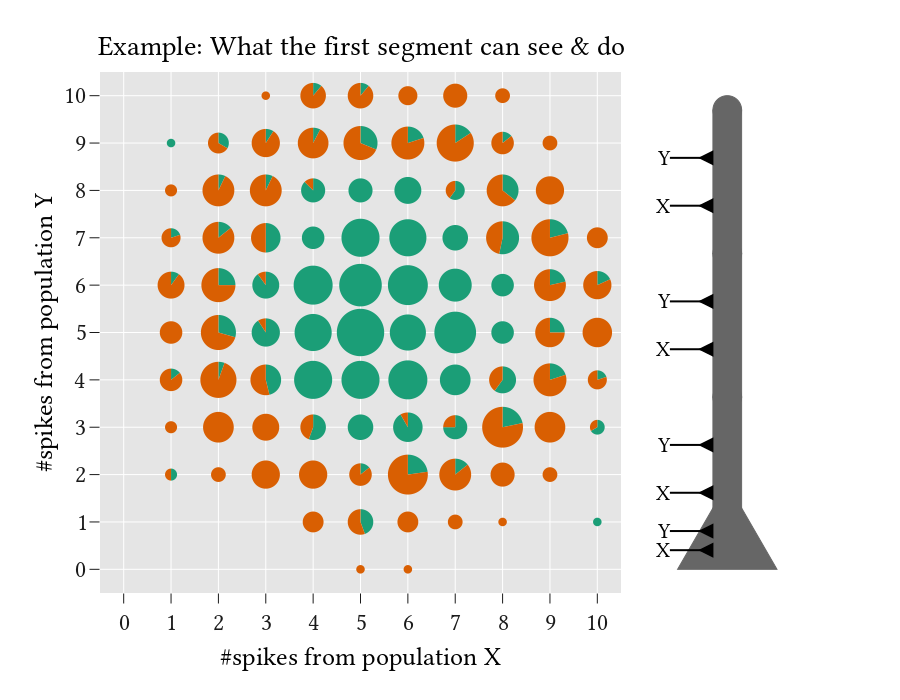 Example: What the first segment can see & do
#spikes from population Y
10
9
8
7
6
5
4
3
2
1
0
0 1 2 3 4 5 6 7 8 9 10
#spikes from population X
Y
X
Y
X
Y
X
Y
X